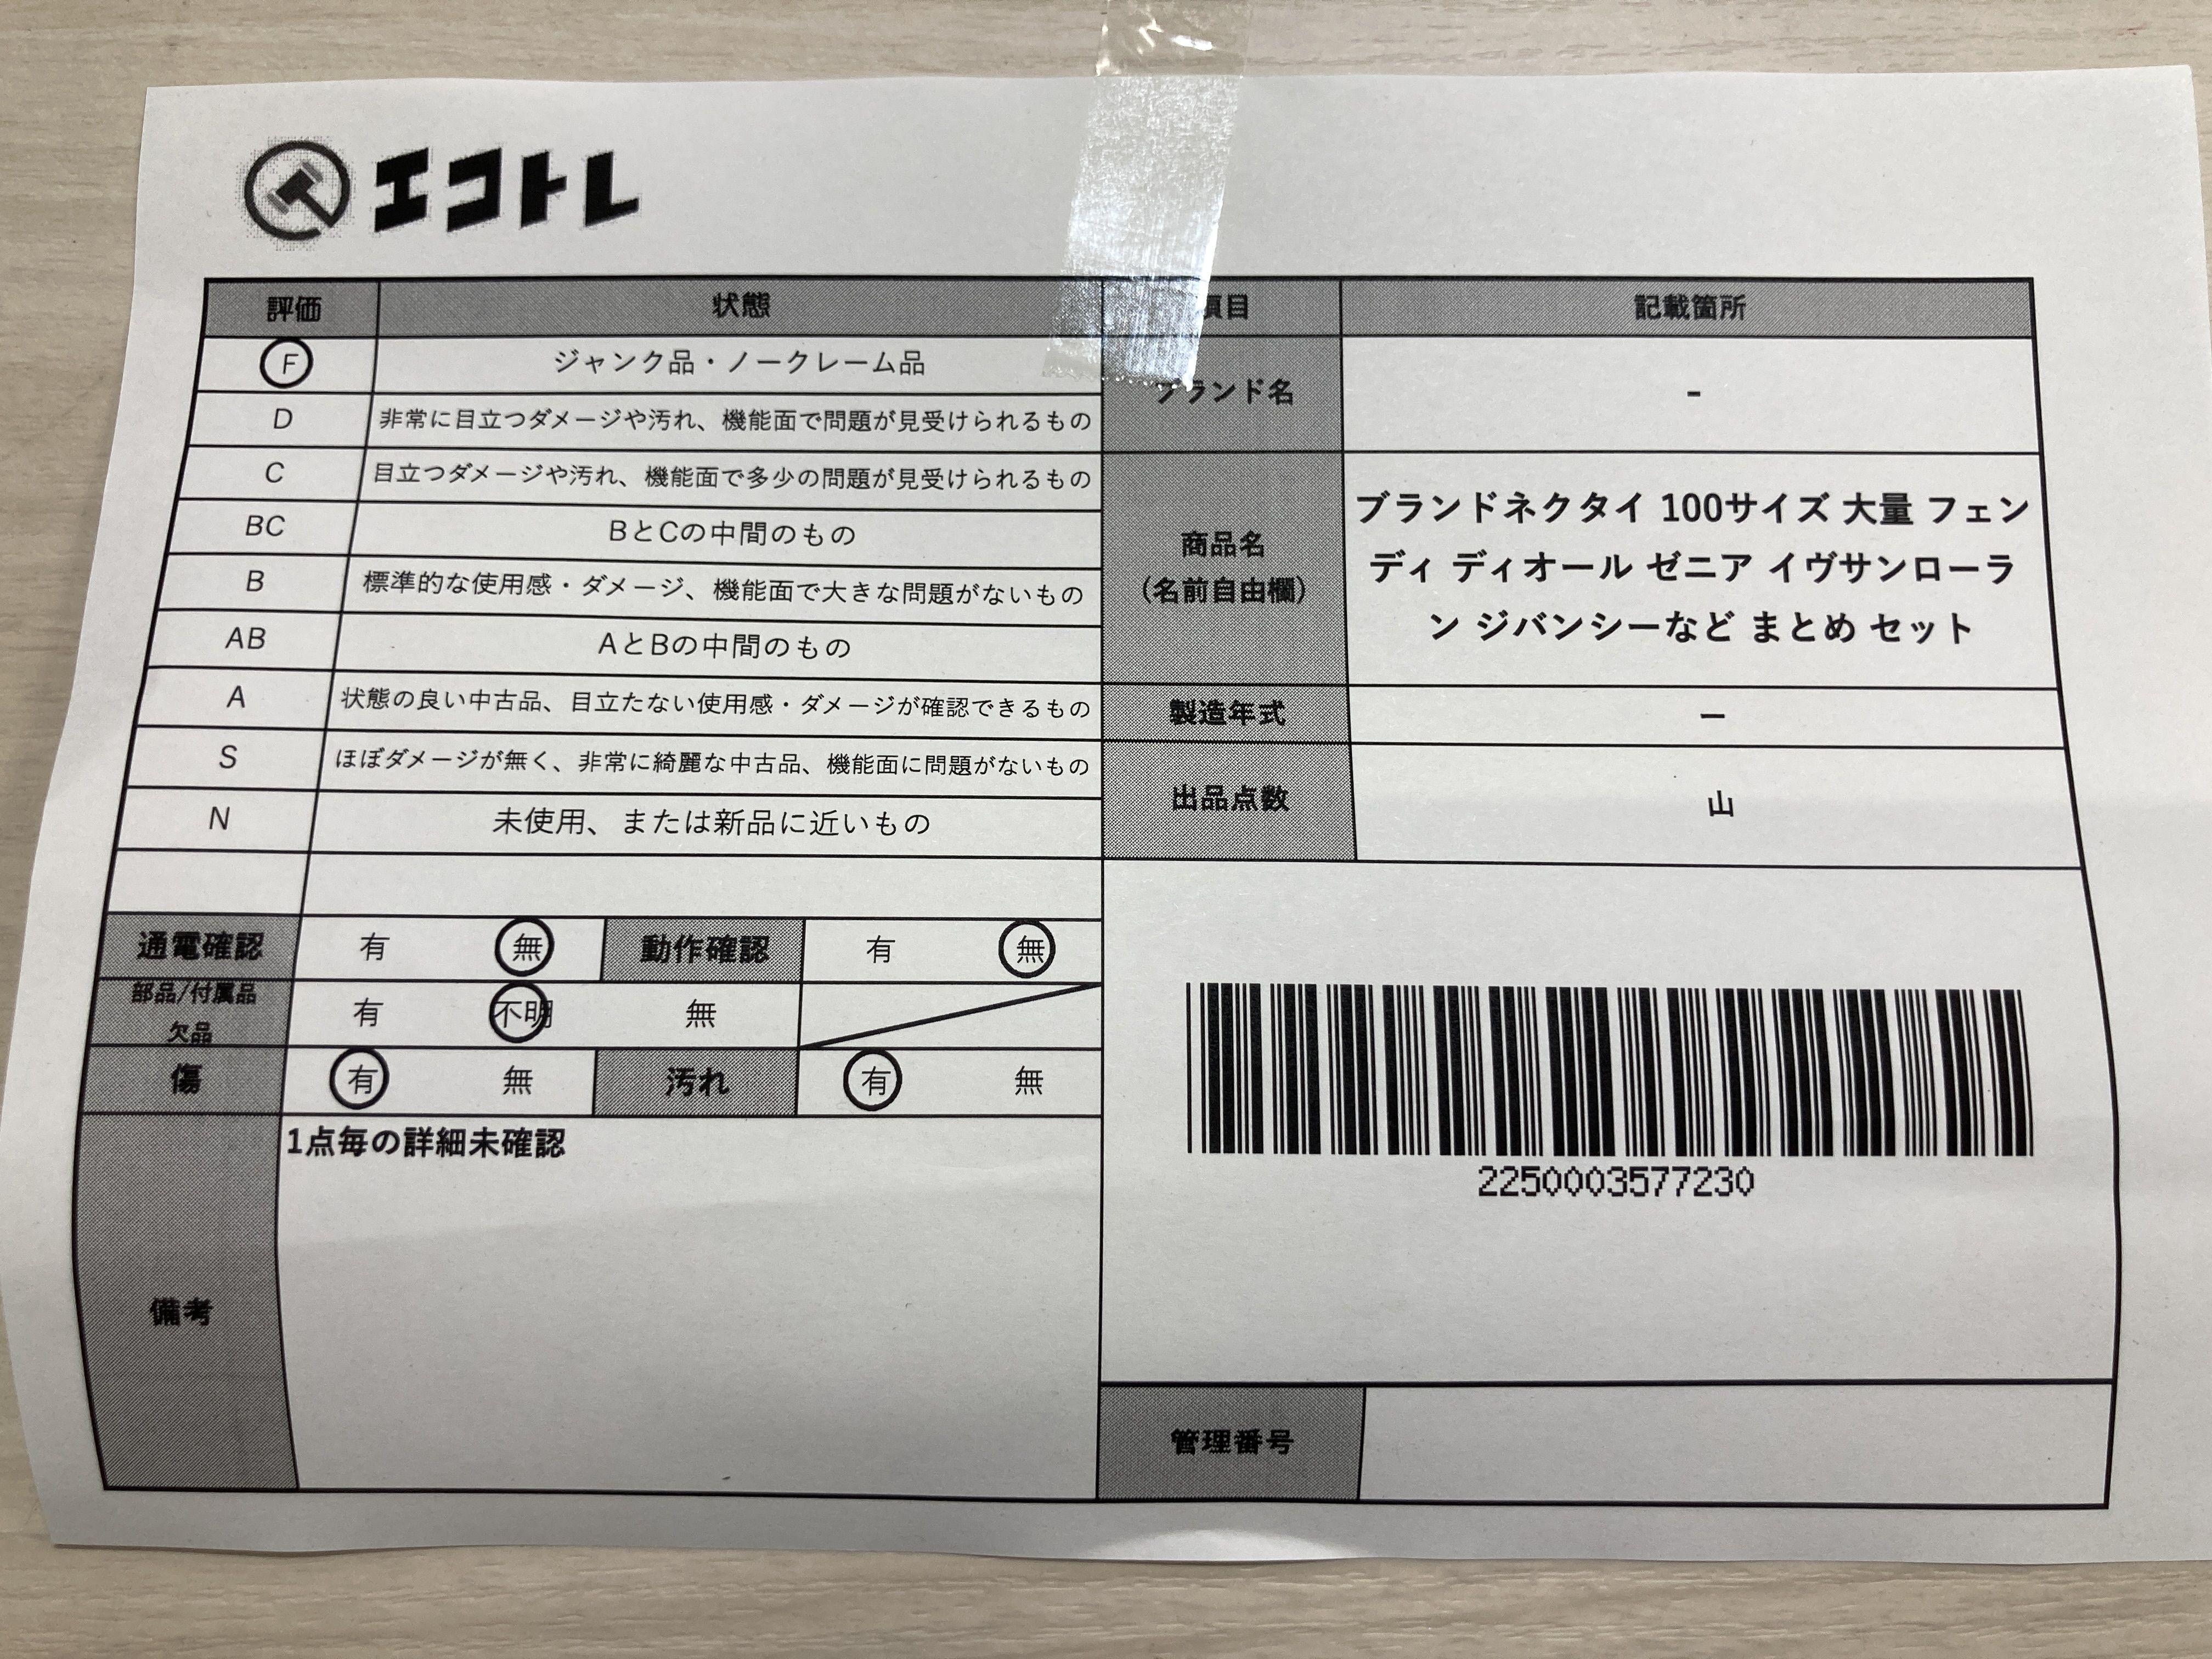 エコトレ
評価 状態
F ジャンク品・ノークレーム品
D 非常に目立つダメージや汚れ、機能面で問題が見受けられるもの
C 目立つダメージや汚れ、機能面で多少の問題が見受けられるもの
BC BとCの中間のもの
B 標準的な使用感・ダメージ、機能面で大きな問題がないもの
AB AとBの中間のもの
A 状態の良い中古品、目立たない使用感・ダメージが確認できるもの
S ほぼダメージが無く、非常に綺麗な中古品、機能面に問題がないもの
N 未使用、または新品に近いもの
通電確認 有 無 動作確認 有 無
部品/付属品
欠品 有 不明 無
傷 有 無 汚れ 有 無
備考 1点毎の詳細未確認
項目 記載箇所
ブランド名 -
商品名
(名前自由欄)
ブランドネクタイ 100サイズ 大量 フェン
ディ ディオール ゼニア イヴサンローラ
ン ジバンシーなど まとめ セット
製造年式 ー
出品点数 山
2250003577230
管理番号